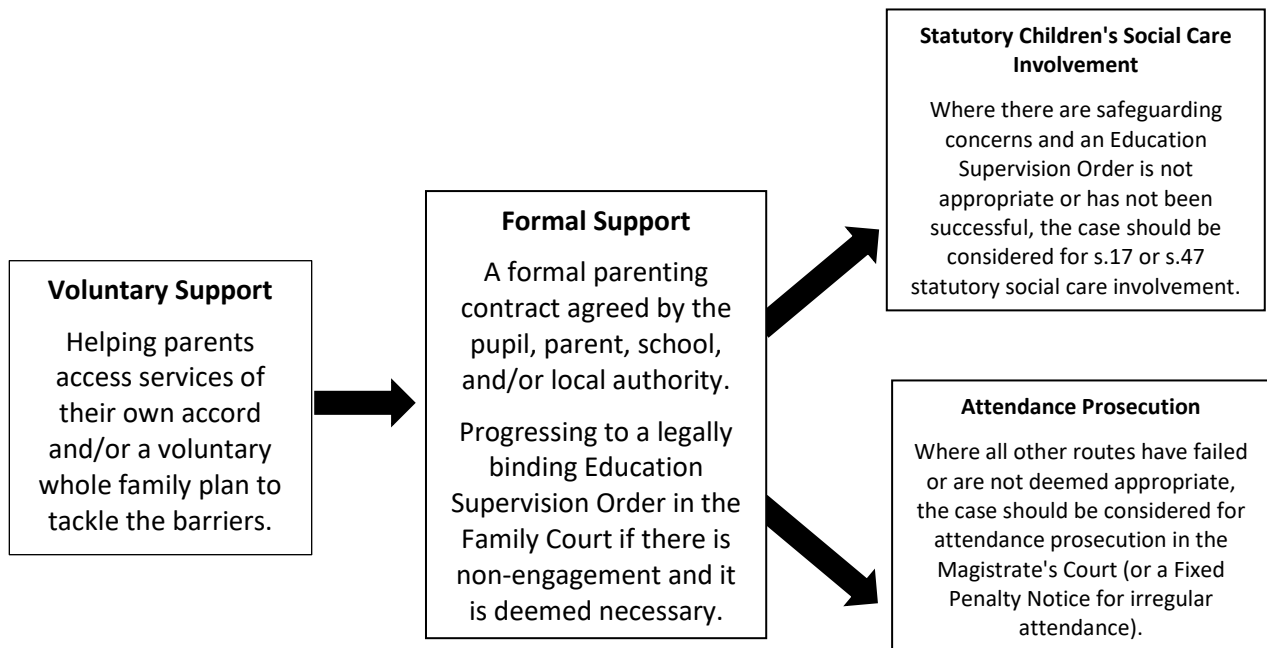 Voluntary Support
Helping parents
access services of
their own accord
and/or a voluntary
whole family plan to
tackle the barriers.
Formal Support
A formal parenting
contract agreed by the
pupil, parent, school,
and/or local authority.
Progressing to a legally
binding Education
Supervision Order in the
Family Court if there is
non-engagement and it
is deemed necessary.
Statutory Children's Social Care
Involvement
Where there are safeguarding
concerns and an Education
Supervision Order is not
appropriate or has not been
successful, the case should be
considered for s.17 or s.47
statutory social care involvement.
Attendance Prosecution
Where all other routes have failed
or are not deemed appropriate,
the case should be considered for
attendance prosecution in the
Magistrate's Court (or a Fixed
Penalty Notice for irregular
attendance).